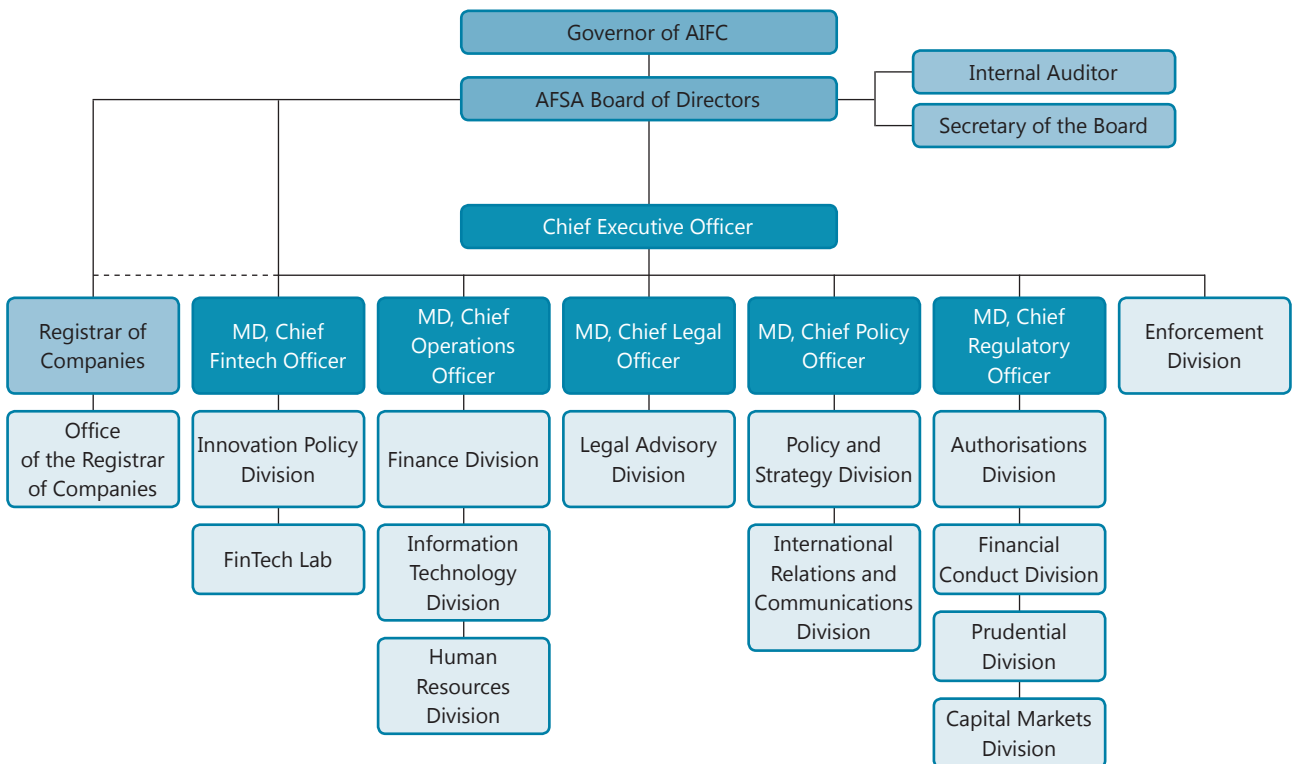 Governor of AIFC
AFSA Board of Directors
Internal Auditor
Secretary of the Board
Chief Executive Officer
Registrar of
Companies
MD, Chief
Fintech Officer
MD, Chief
Operations
Officer
MD, Chief Legal
Officer
MD, Chief Policy
Officer
MD, Chief
Regulatory
Officer
Enforcement
Division
Office
of the Registrar
of Companies
Innovation Policy
Division
Finance Division
Legal Advisory
Division
Policy and
Strategy Division
Authorisations
Division
FinTech Lab
Information
Technology
Division
International
Relations and
Communications
Division
Financial
Conduct Division
Human
Resources
Division
Prudential
Division
Capital Markets
Division